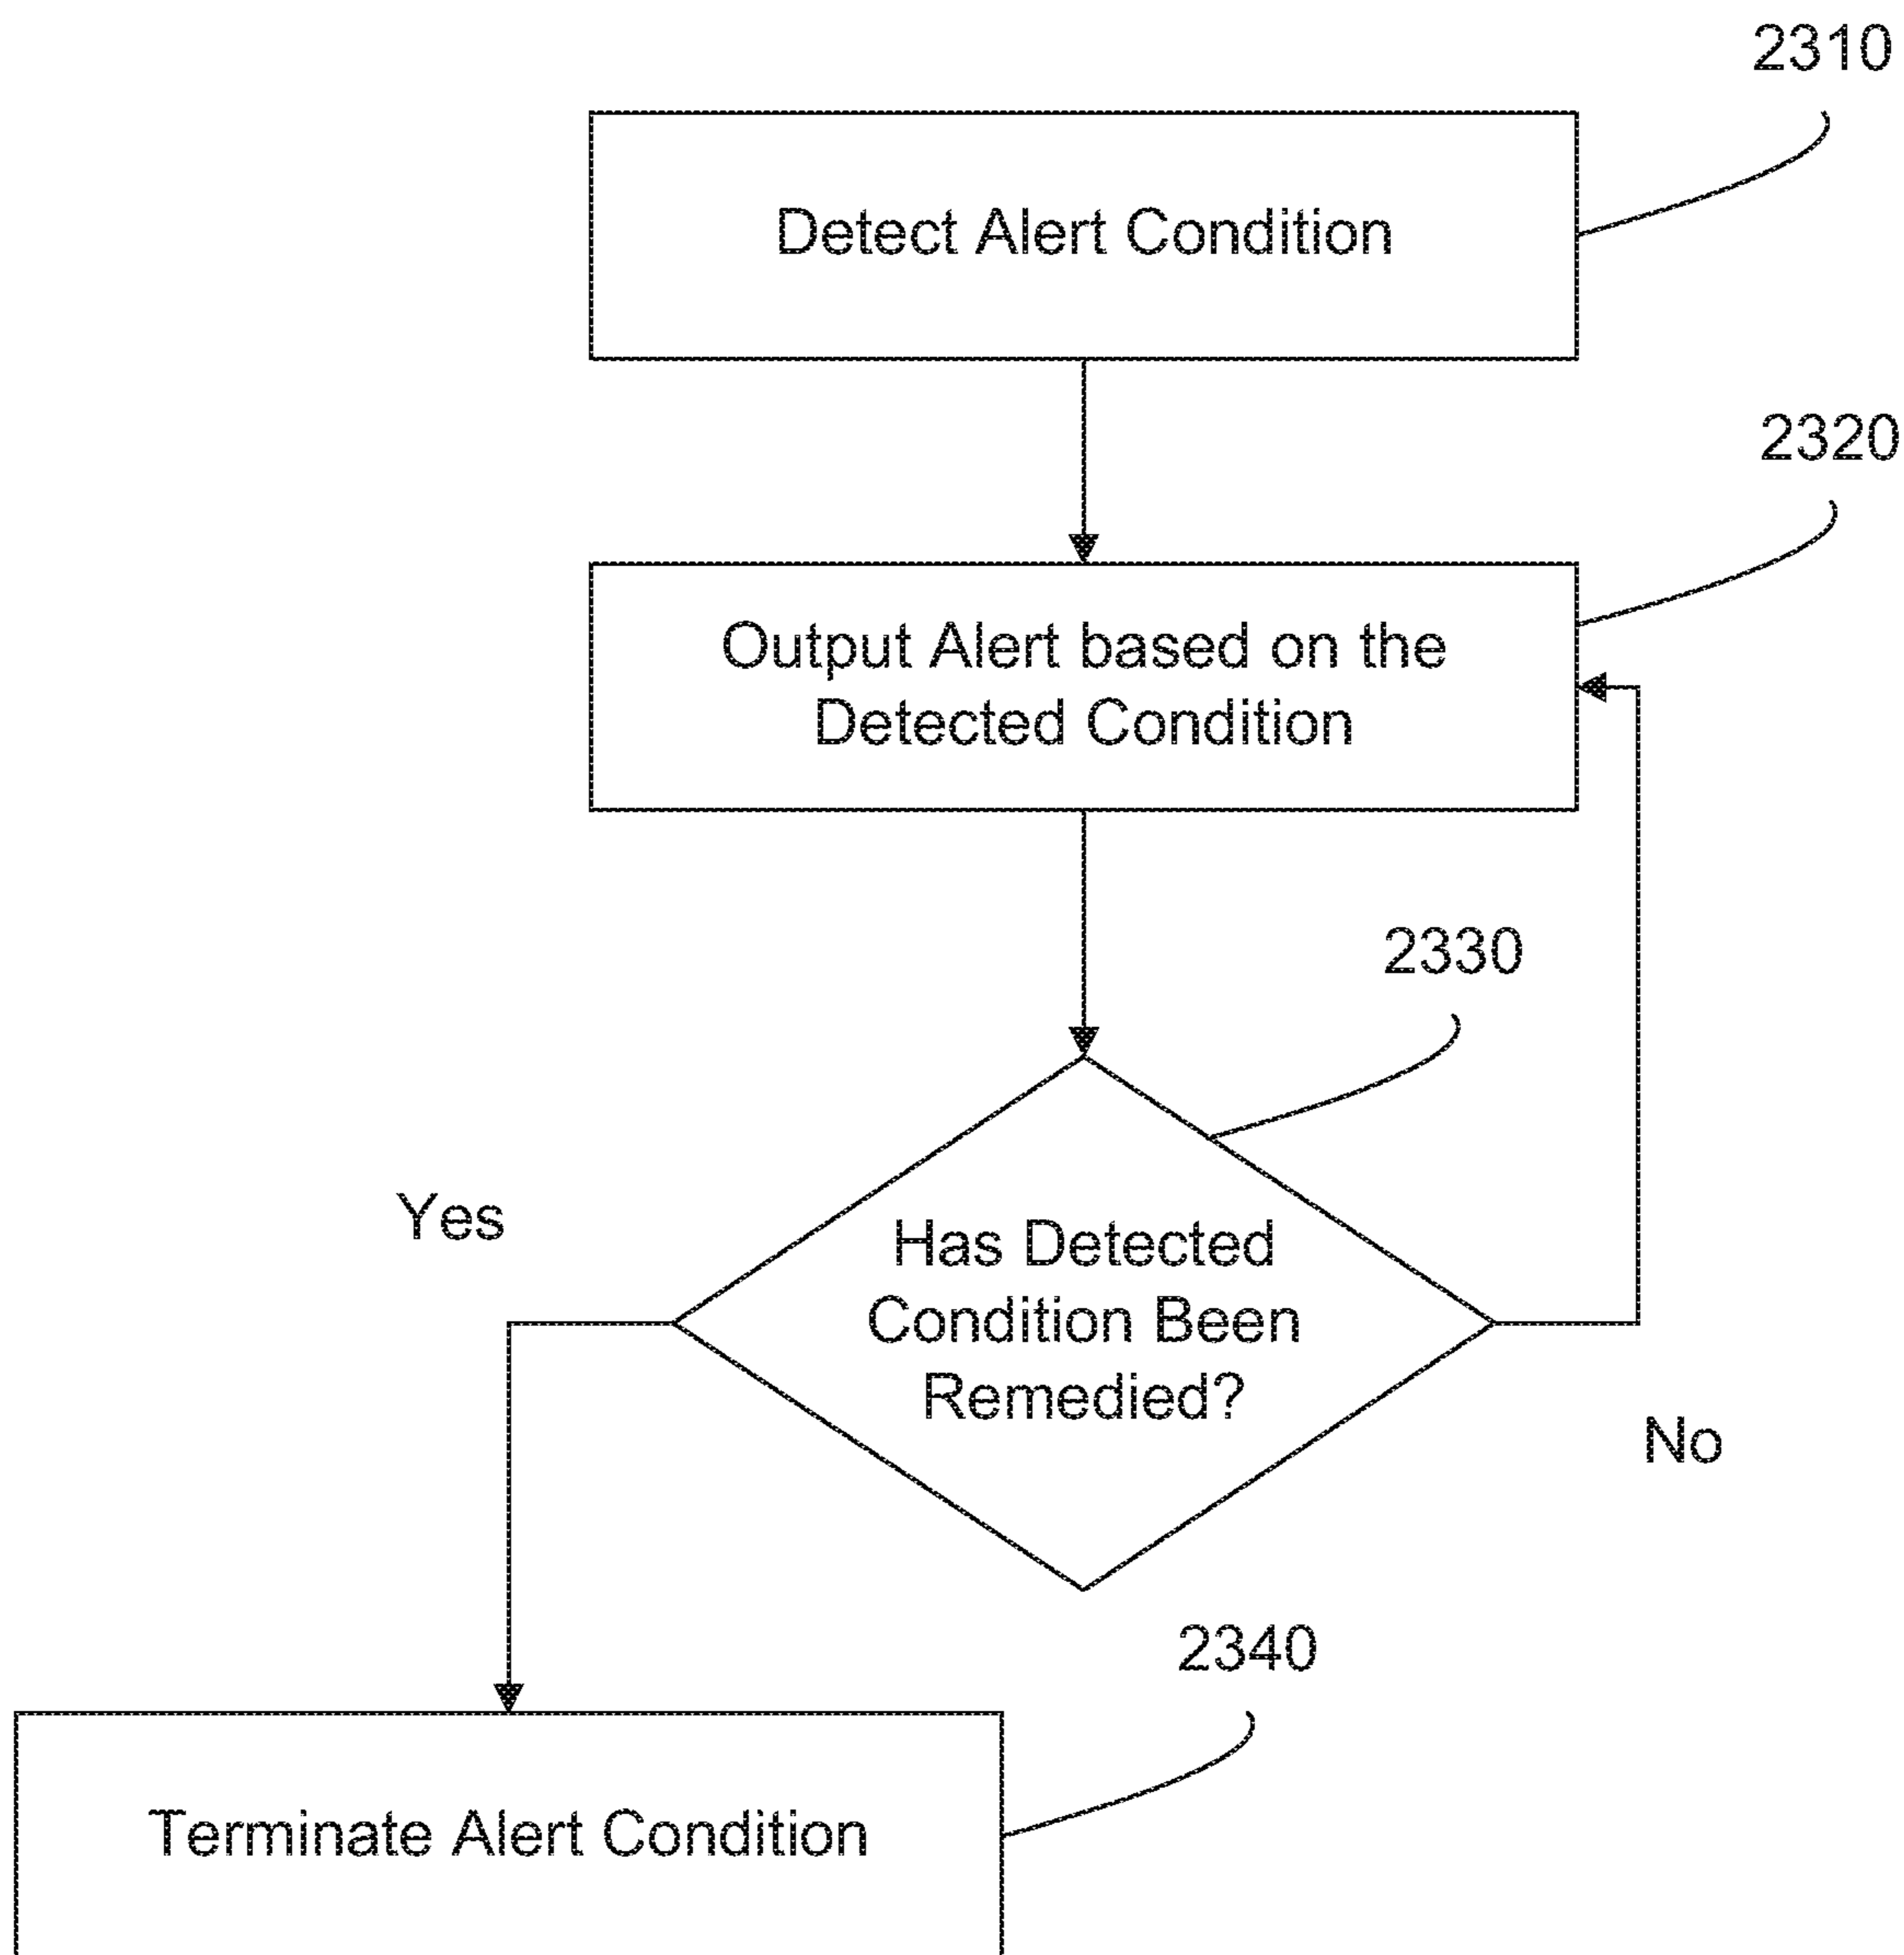 2310
Detect Alert Condition
2320
Output Alert based on the
Detected Condition
2330
Yes
Has Detected
Condition Been
Remedied?
No
2340
Terminate Alert Condition